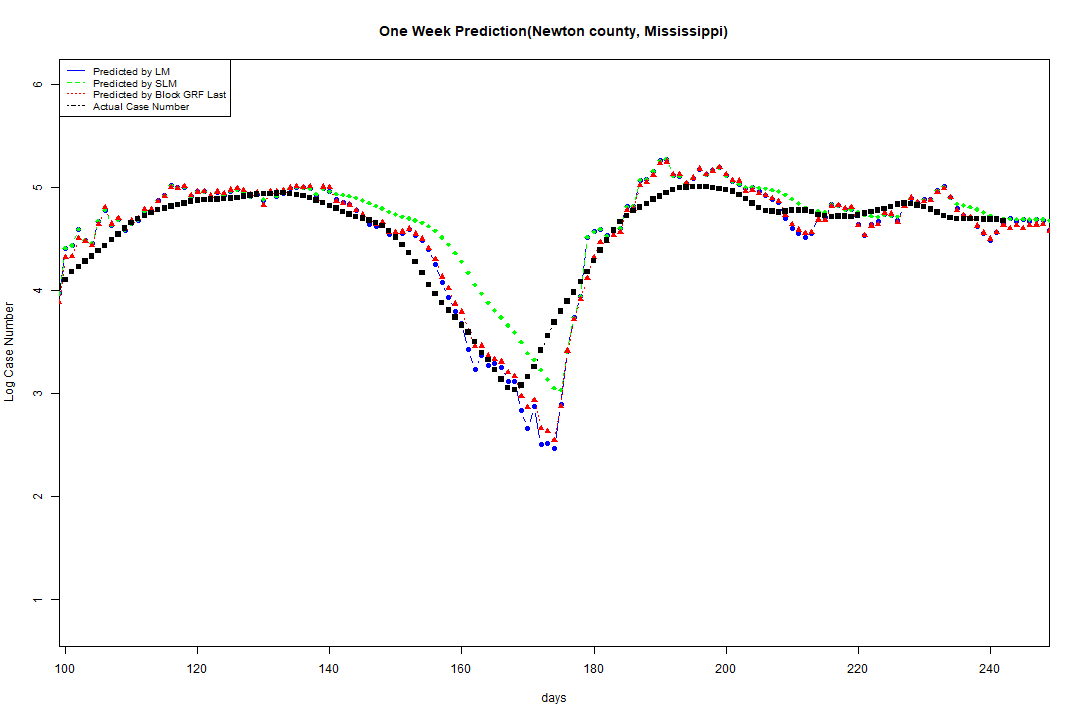 One Week Prediction(Newton county, Mississippi)
Predicted by LM
Predicted by SLM
Predicted by Block GRF Last
Actual Case Number
6
5
4
3
2
1
Log Case Number
100 120 140 160 180 200 220 240
days